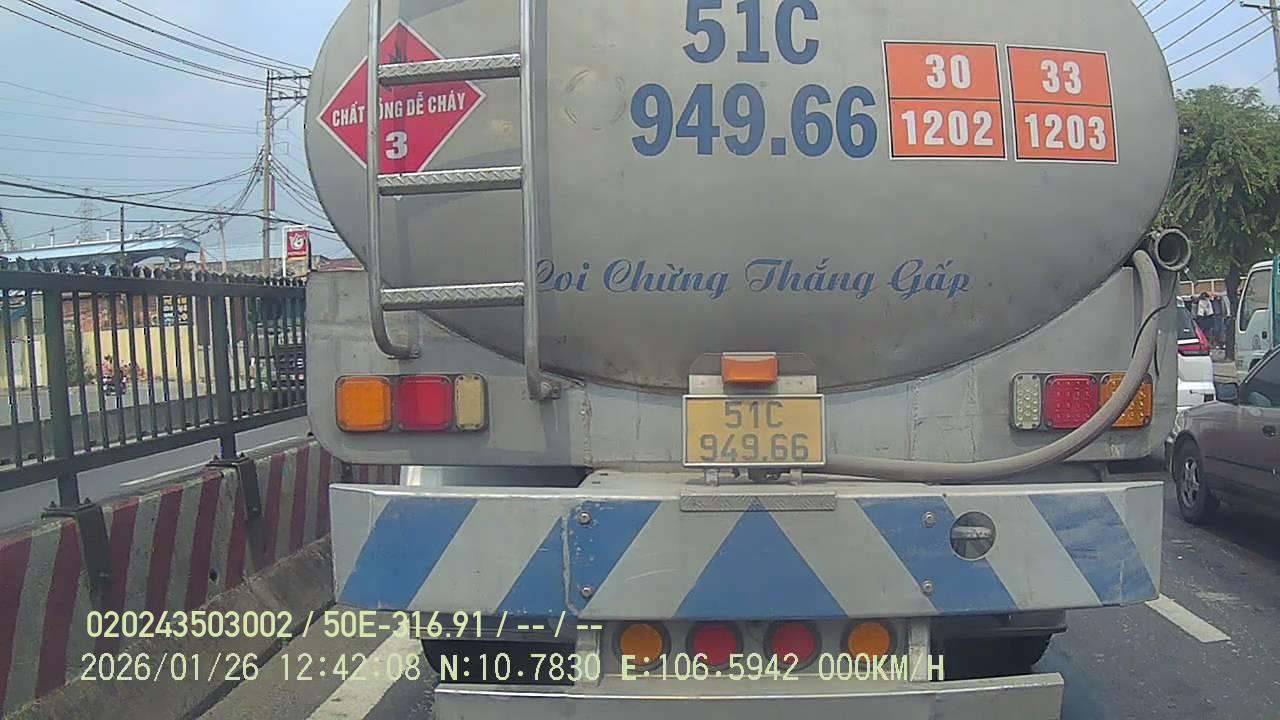 51C
949.66
30
1202
33
1203
CHẤT LỎNG DỄ CHÁY
3
Coi Chừng Thắng Gấp
51C
949.66
020243503002 / 50E-316.91 / -- / --
2026/01/26 12:42:08 N:10.7830 E:106.5942 000KM/H